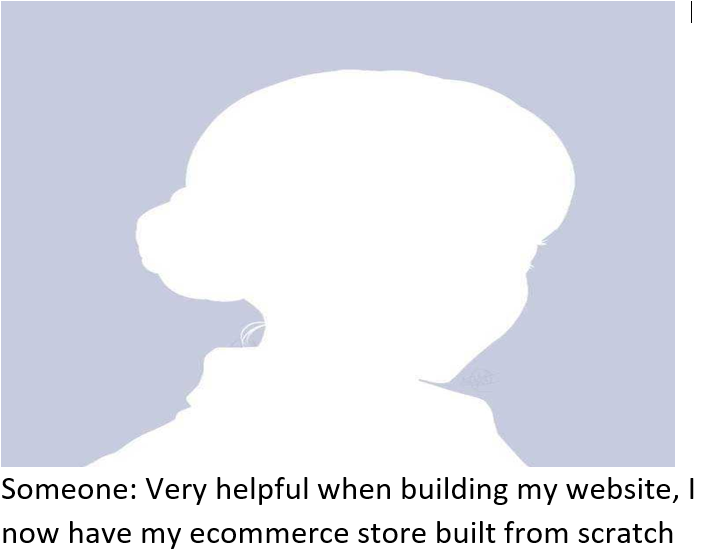 Someone: Very helpful when building my website, I
now have my ecommerce store built from scratch